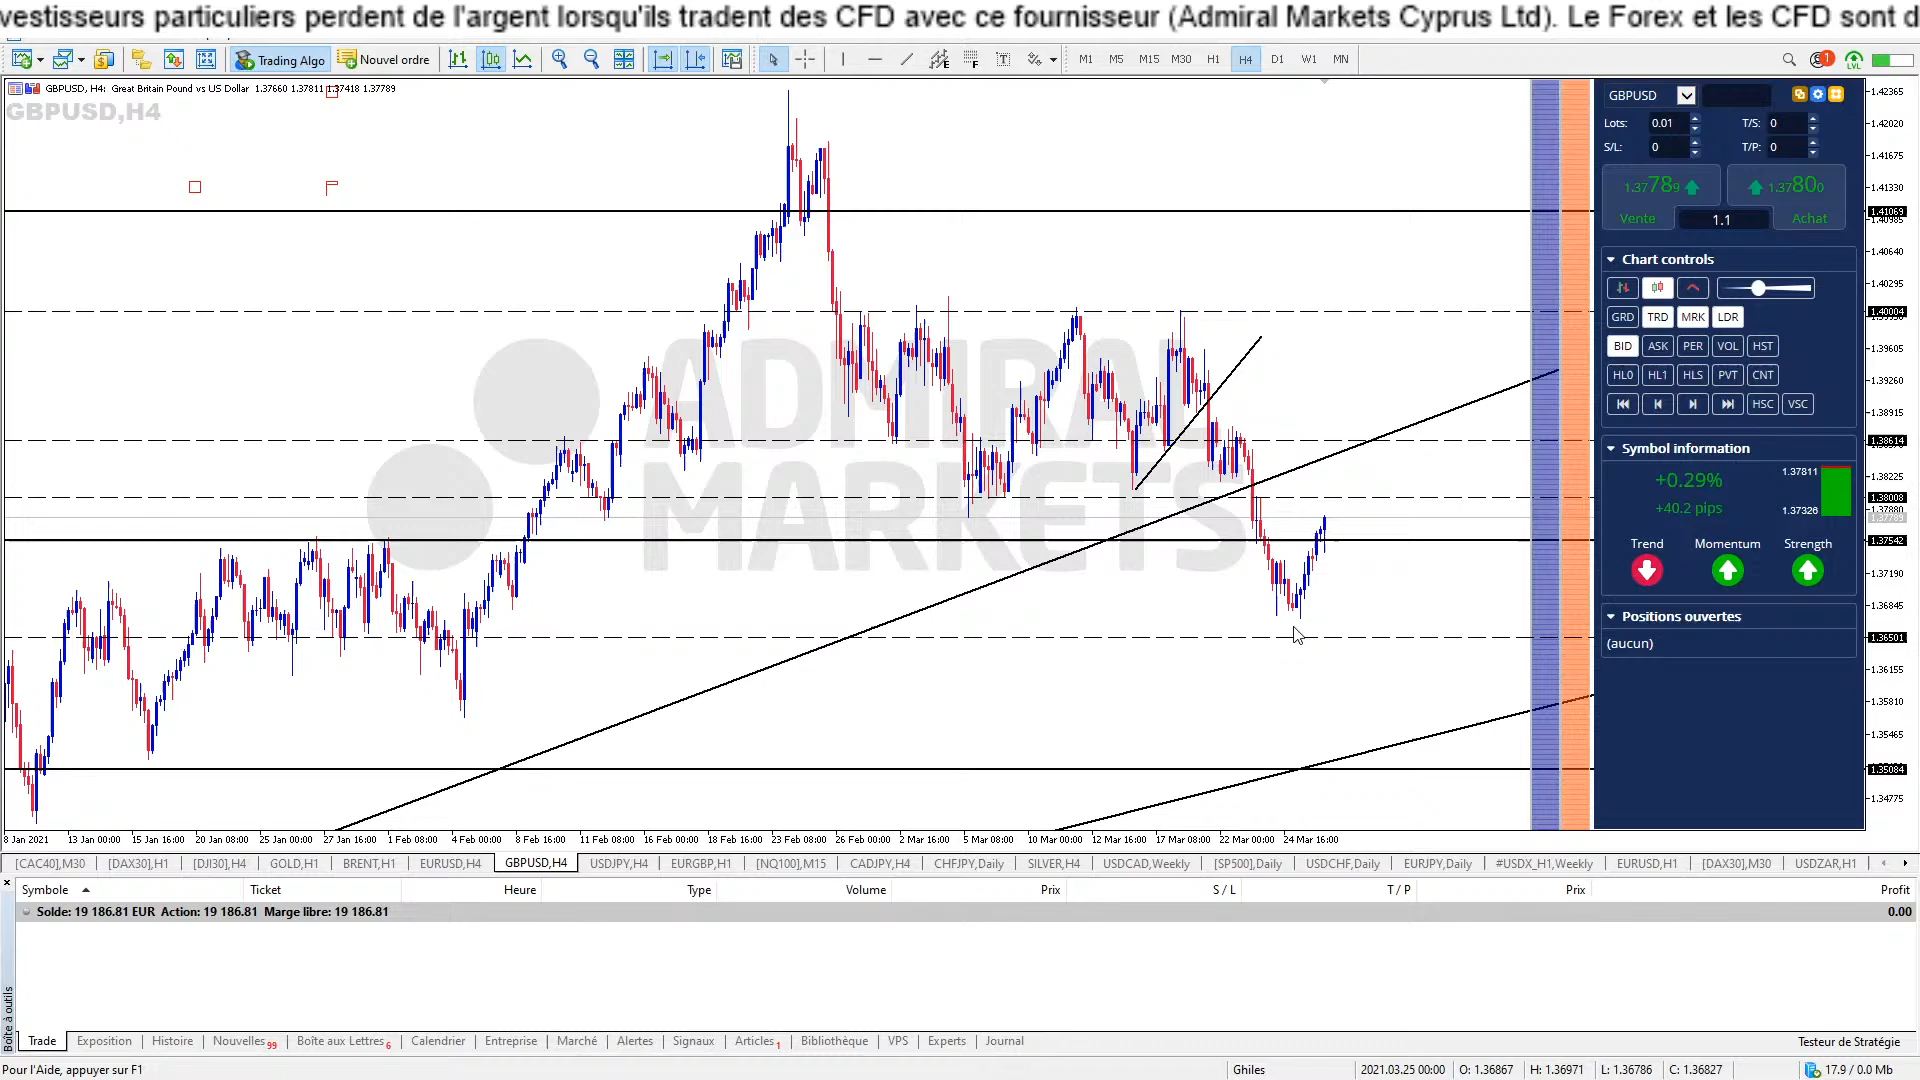 vestisseurs particuliers perdent de l'argent lorsqu'ils tradent des CFD avec ce fournisseur (Admiral Markets Cyprus Ltd). Le Forex et les CFD sont d
Trading Algo Nouvel ordre M1 M5 M15 M30 H1 H4 D1 W1 MN 1 LVL
GBPUSD, H4: Great Britain Pound vs US Dollar 1.37660 1.37811 1.37418 1.37789
GBPUSD,H4
ADMIRAL
MARKETS
1.42365
1.42020
1.41675
1.41330
1.41069
1.40985
1.40640
1.40295
1.40004
1.39605
1.39260
1.38915
1.38614
1.38225
1.38008
1.37880
1.37789
1.37542
1.37190
1.36845
1.36501
1.36155
1.35810
1.35465
1.35084
1.34775
GBPUSD
Lots: 0.01 T/S: 0
S/L: 0 T/P: 0
1.37789 1.37800
Vente 1.1 Achat
Chart controls
GRD TRD MRK LDR
BID ASK PER VOL HST
HL0 HL1 HLS PVT CNT
HSC VSC
Symbol information
+0.29% 1.37811
+40.2 pips 1.37326
Trend Momentum Strength
Positions ouvertes
(aucun)
8 Jan 2021 13 Jan 00:00 15 Jan 16:00 20 Jan 08:00 25 Jan 00:00 27 Jan 16:00 1 Feb 08:00 4 Feb 00:00 8 Feb 16:00 11 Feb 08:00 16 Feb 00:00 18 Feb 16:00 23 Feb 08:00 26 Feb 00:00 2 Mar 16:00 5 Mar 08:00 10 Mar 00:00 12 Mar 16:00 17 Mar 08:00 22 Mar 00:00 24 Mar 16:00
[CAC40],M30 [DAX30],H1 [DJI30],H4 GOLD,H1 BRENT,H1 EURUSD,H4 GBPUSD,H4 USDJPY,H4 EURGBP,H1 [NQ100],M15 CADJPY,H4 CHFJPY,Daily SILVER,H4 USDCAD,Weekly [SP500],Daily USDCHF,Daily EURJPY,Daily #USDX_H1,Weekly EURUSD,H1 [DAX30],M30 USDZAR,H1
Symbole Ticket Heure Type Volume Prix S / L T / P Prix Profit
Solde: 19 186.81 EUR Action: 19 186.81 Marge libre: 19 186.81 0.00
Boîte à outils
Trade Exposition Histoire Nouvelles 99 Boîte aux Lettres 6 Calendrier Entreprise Marché Alertes Signaux Articles 1 Bibliothèque VPS Experts Journal Testeur de Stratégie
Pour l'Aide, appuyer sur F1 Ghiles 2021.03.25 00:00 O: 1.36867 H: 1.36971 L: 1.36786 C: 1.36827 17.9 / 0.0 Mb